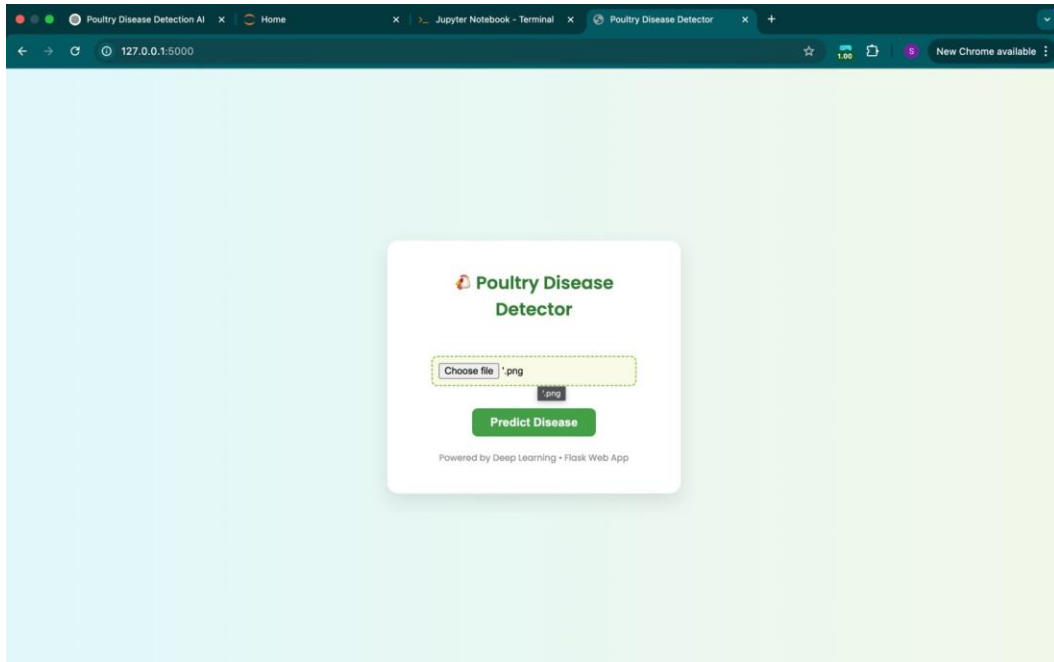 Poultry Disease Detection AI
Home
Jupyter Notebook - Terminal
Poultry Disease Detector
127.0.0.1:5000
1.00
S
New Chrome available
Poultry Disease
Detector
Choose file '.png
'.png
Predict Disease
Powered by Deep Learning • Flask Web App